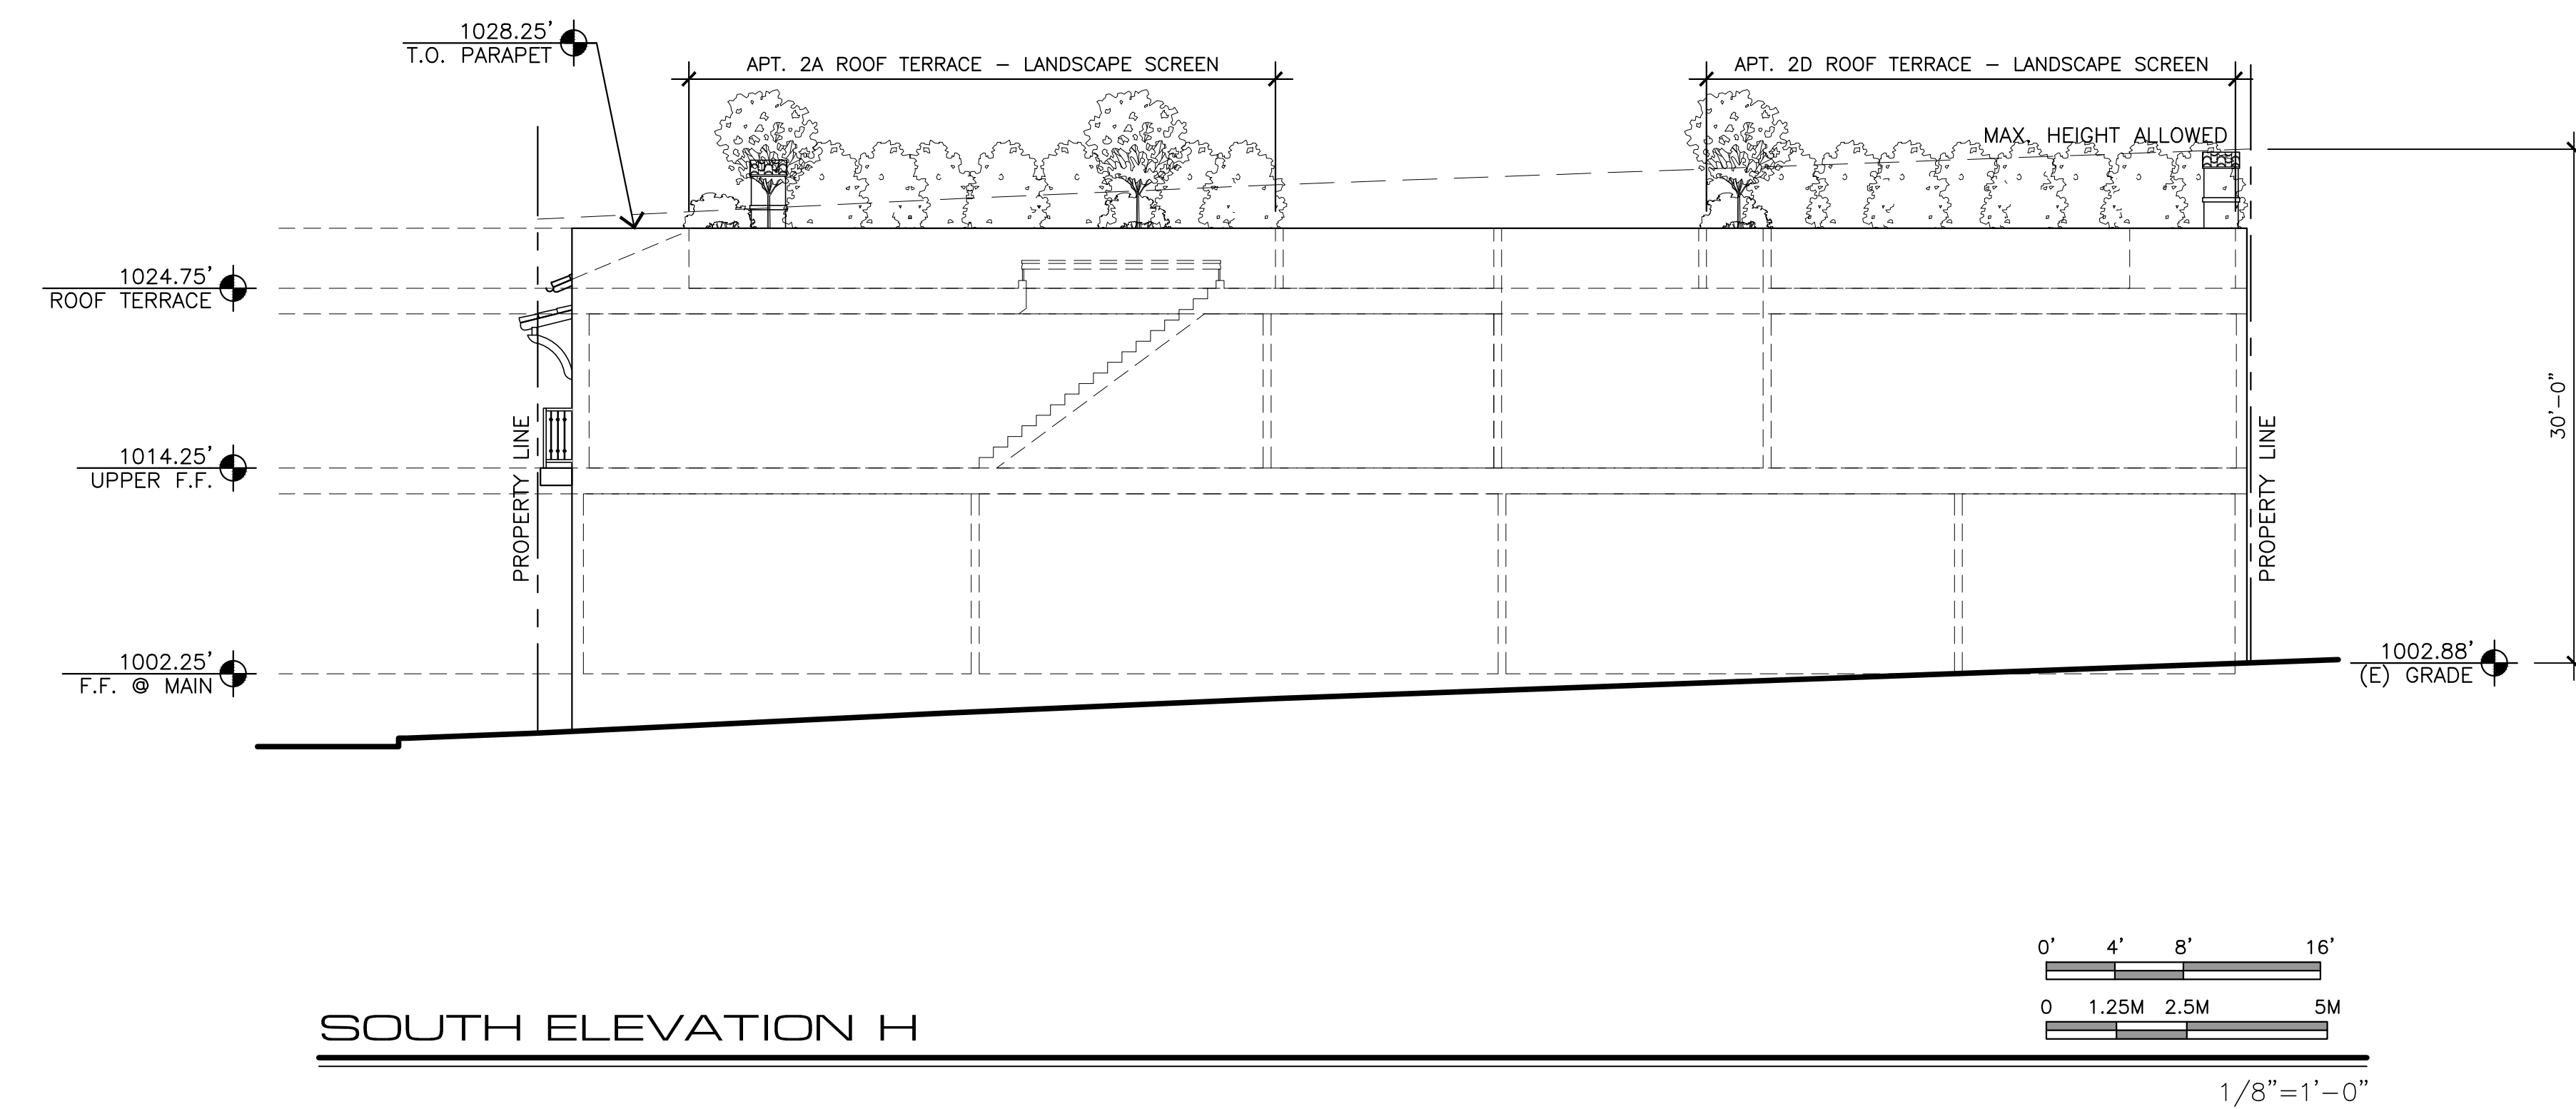 1028.25'
T.O. PARAPET
APT. 2A ROOF TERRACE – LANDSCAPE SCREEN
APT. 2D ROOF TERRACE – LANDSCAPE SCREEN
MAX. HEIGHT ALLOWED
1024.75'
ROOF TERRACE
1014.25'
UPPER F.F.
PROPERTY LINE
PROPERTY LINE
30'–0"
1002.25'
F.F. @ MAIN
1002.88'
(E) GRADE
0' 4' 8' 16'
0 1.25M 2.5M 5M
SOUTH ELEVATION H
1/8"=1'–0"